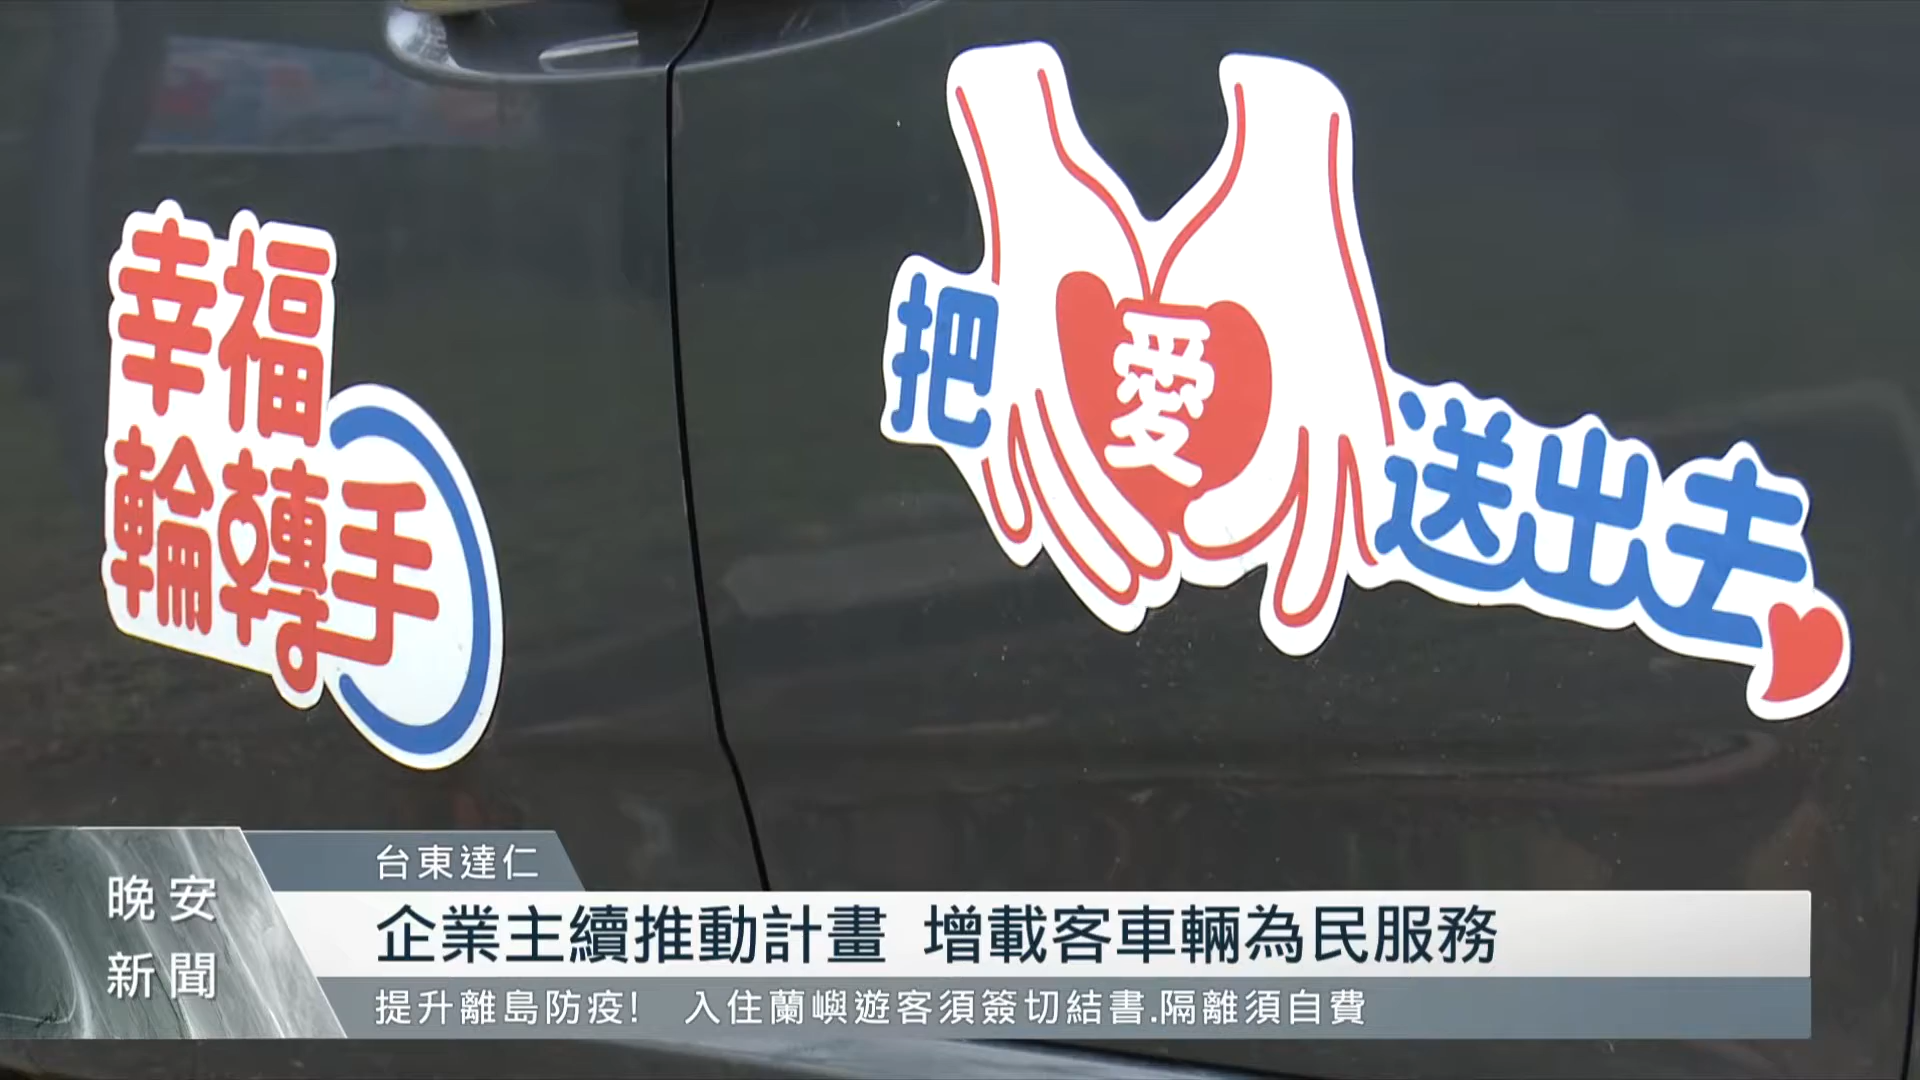 幸福
輪轉手
把愛送出去
台東達仁
晚安
新聞
企業主續推動計畫 增載客車輛為民服務
提升離島防疫! 入住蘭嶼遊客須簽切結書.隔離須自費